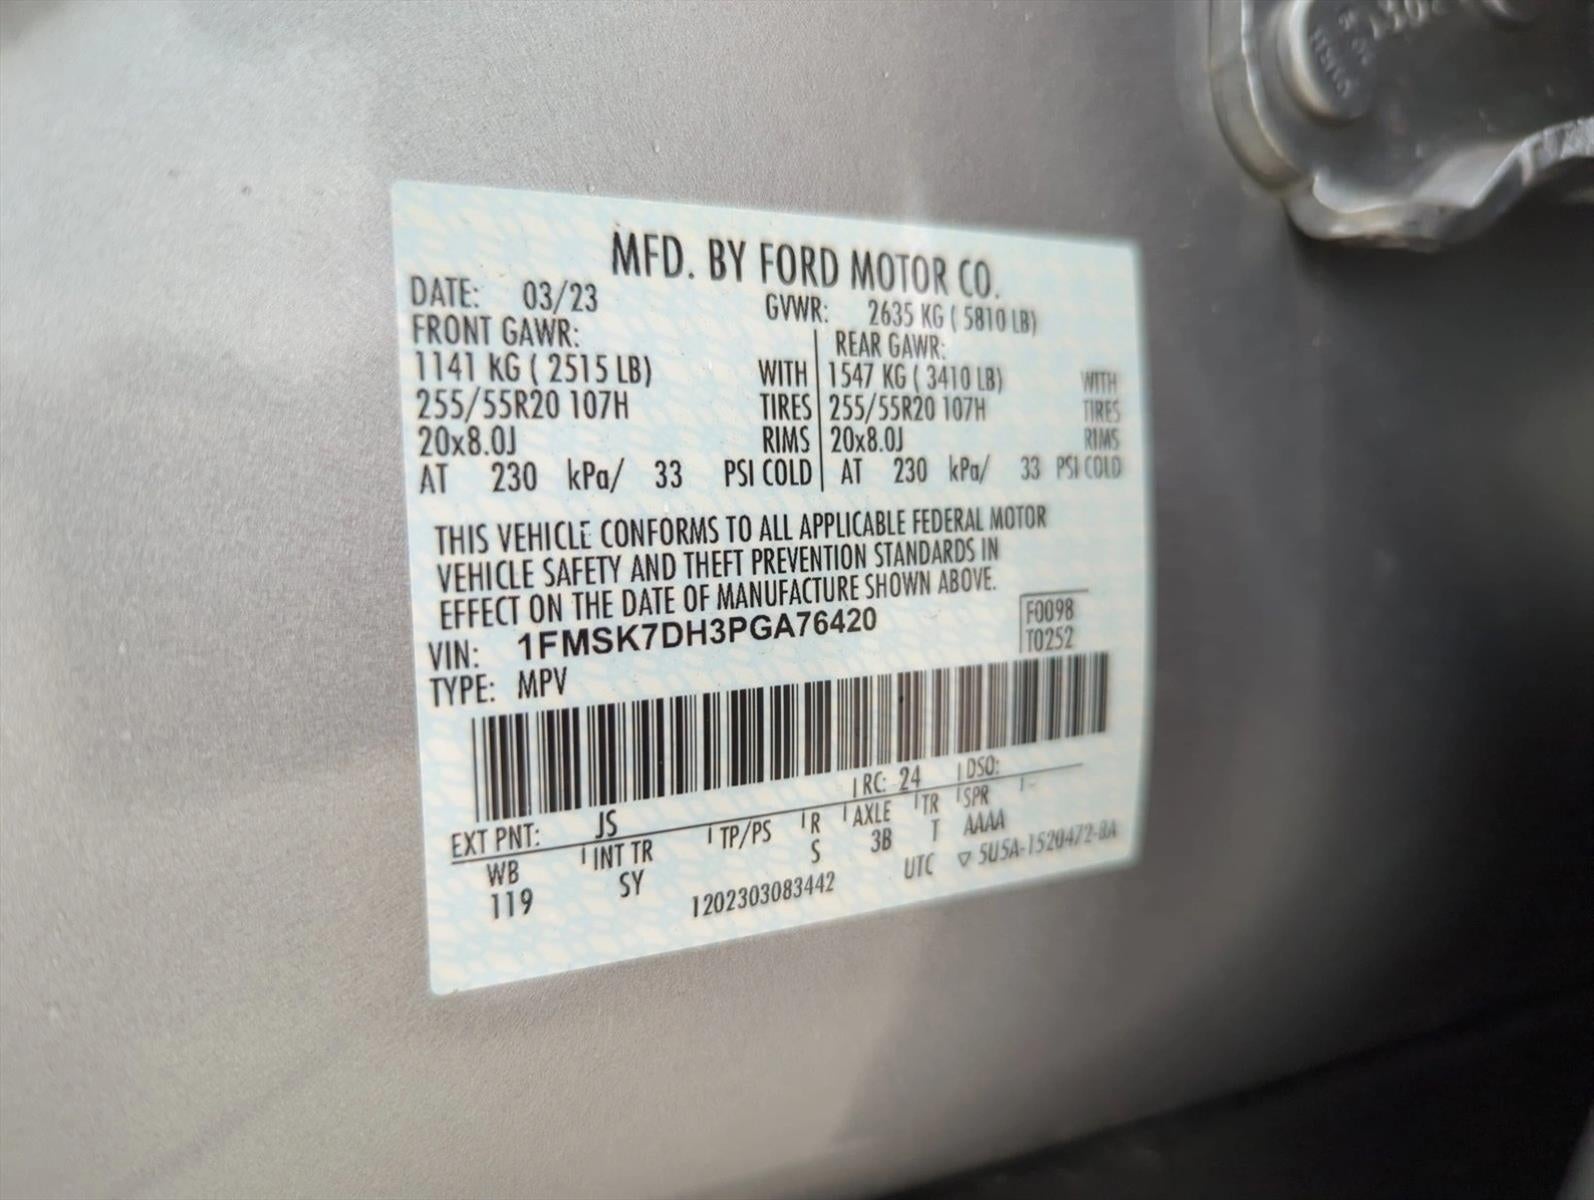 MFD. BY FORD MOTOR CO.
DATE: 03/23 GVWR: 2635 KG ( 5810 LB)
FRONT GAWR: REAR GAWR:
1141 KG ( 2515 LB) WITH 1547 KG ( 3410 LB) WITH
255/55R20 107H TIRES 255/55R20 107H TIRES
20x8.0J RIMS 20x8.0J RIMS
AT 230 kPa/ 33 PSI COLD AT 230 kPa/ 33 PSI COLD
THIS VEHICLE CONFORMS TO ALL APPLICABLE FEDERAL MOTOR
VEHICLE SAFETY AND THEFT PREVENTION STANDARDS IN
EFFECT ON THE DATE OF MANUFACTURE SHOWN ABOVE.
VIN: 1FMSK7DH3PGA76420 F0098
TYPE: MPV T0252
EXT PNT: JS RC: 24 DSO:
WB INT TR TP/PS R AXLE TR SPR
119 SY S 3B T AAAA
1202303083442 UTC ▽ 5U5A-1520472-BA